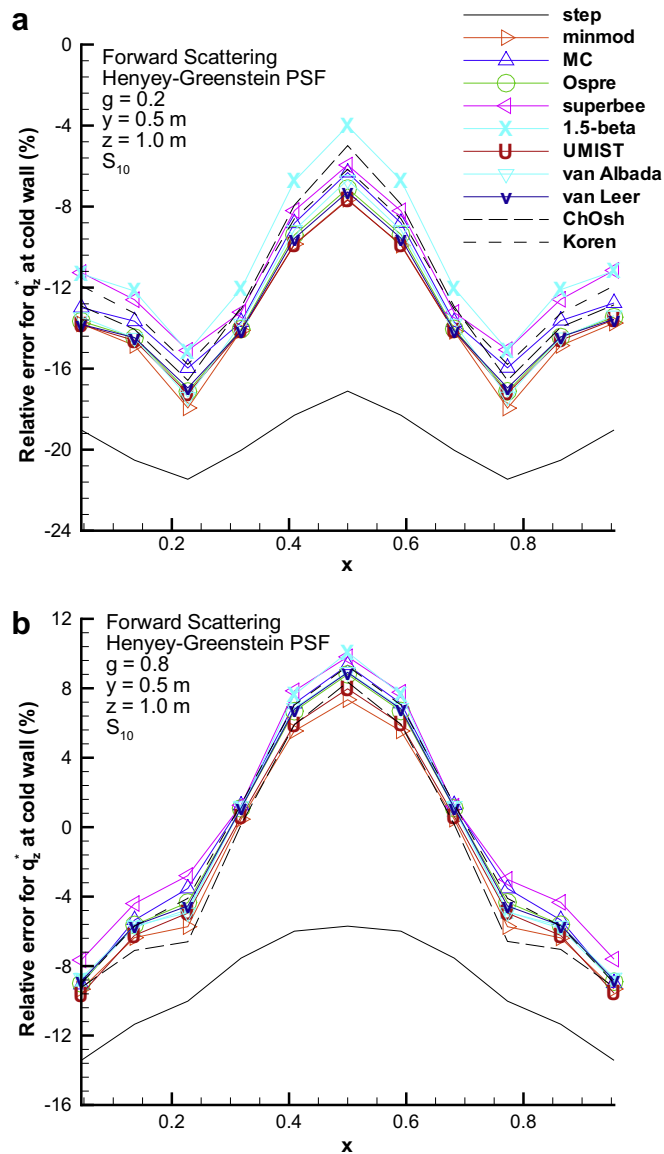 a
Forward Scattering
Henyey-Greenstein PSF
g = 0.2
y = 0.5 m
z = 1.0 m
S10
step
minmod
MC
Ospre
superbee
1.5-beta
UMIST
van Albada
van Leer
ChOsh
Koren
Relative error for q*z at cold wall (%)
0
-4
-8
-12
-16
-20
-24
0.2
0.4
0.6
0.8
x
b
Forward Scattering
Henyey-Greenstein PSF
g = 0.8
y = 0.5 m
z = 1.0 m
S10
Relative error for q*z at cold wall (%)
12
8
4
0
-4
-8
-12
-16
0.2
0.4
0.6
0.8
x